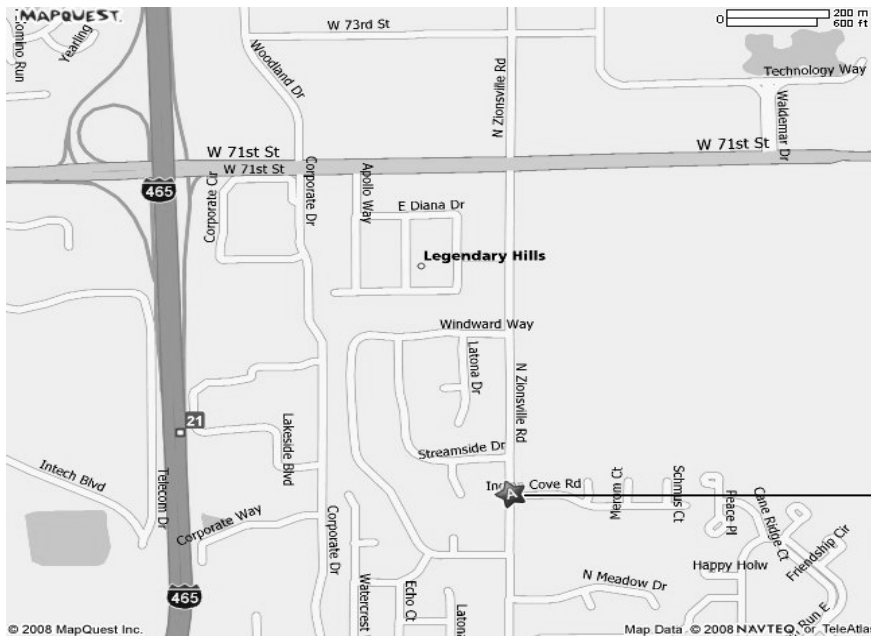 MAPQUEST.
omino Run
Yearling
Woodland Dr
W 73rd St
N Zionsville Rd
0
200 m
600 ft
Technology Way
Waldemar Dr
W 71st St
W 71st St
W 71st St
465
Corporate Cir
Corporate Dr
Apollo Way
E Diana Dr
Legendary Hills
Windward Way
Latona Dr
N Zionsville Rd
21
Lakeside Blvd
Streamside Dr
Intech Blvd
Telecom Dr
Corporate Way
Corporate Dr
A
Cove Rd
Merom Ct
Schmus Ct
Peace Pl
Cane Ridge Ct
Friendship Cir
Happy Holw
N Meadow Dr
Watercrest
Echo Ct
Latona
465
Run E
© 2008 MapQuest Inc.
Map Data © 2008 NAVTEQ or TeleAtlas